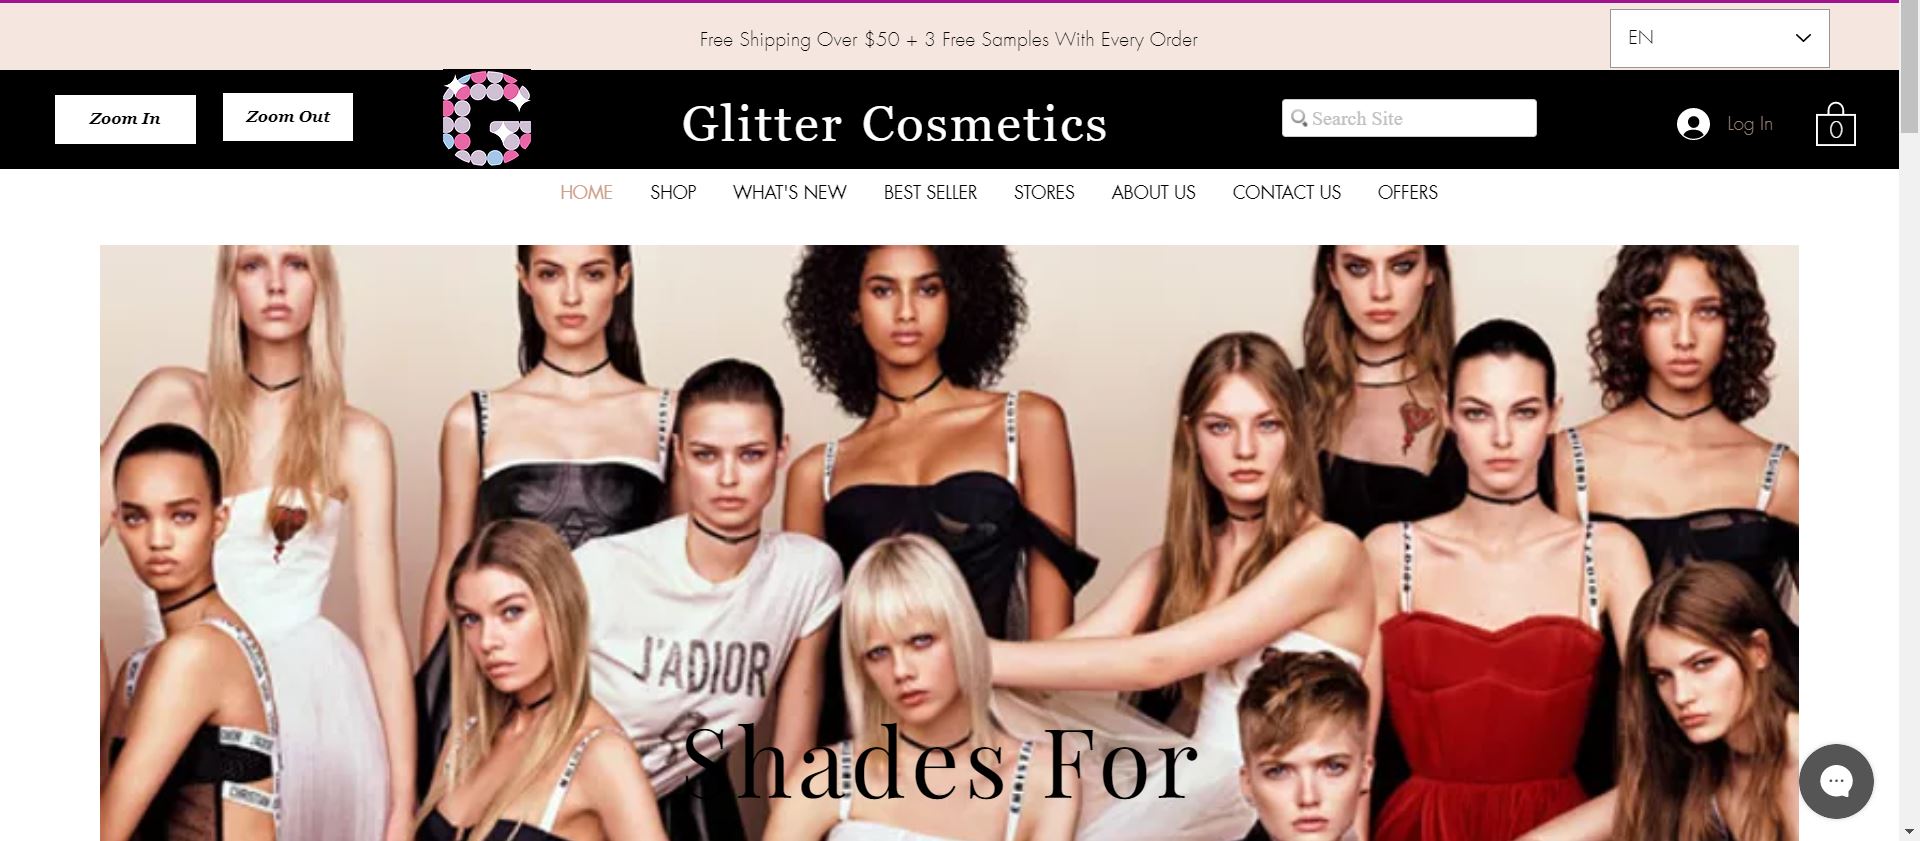 Free Shipping Over $50 + 3 Free Samples With Every Order
EN
Zoom In
Zoom Out
G
Glitter Cosmetics
Search Site
Log In
0
HOME
SHOP
WHAT'S NEW
BEST SELLER
STORES
ABOUT US
CONTACT US
OFFERS
J'ADIOR
Shades For